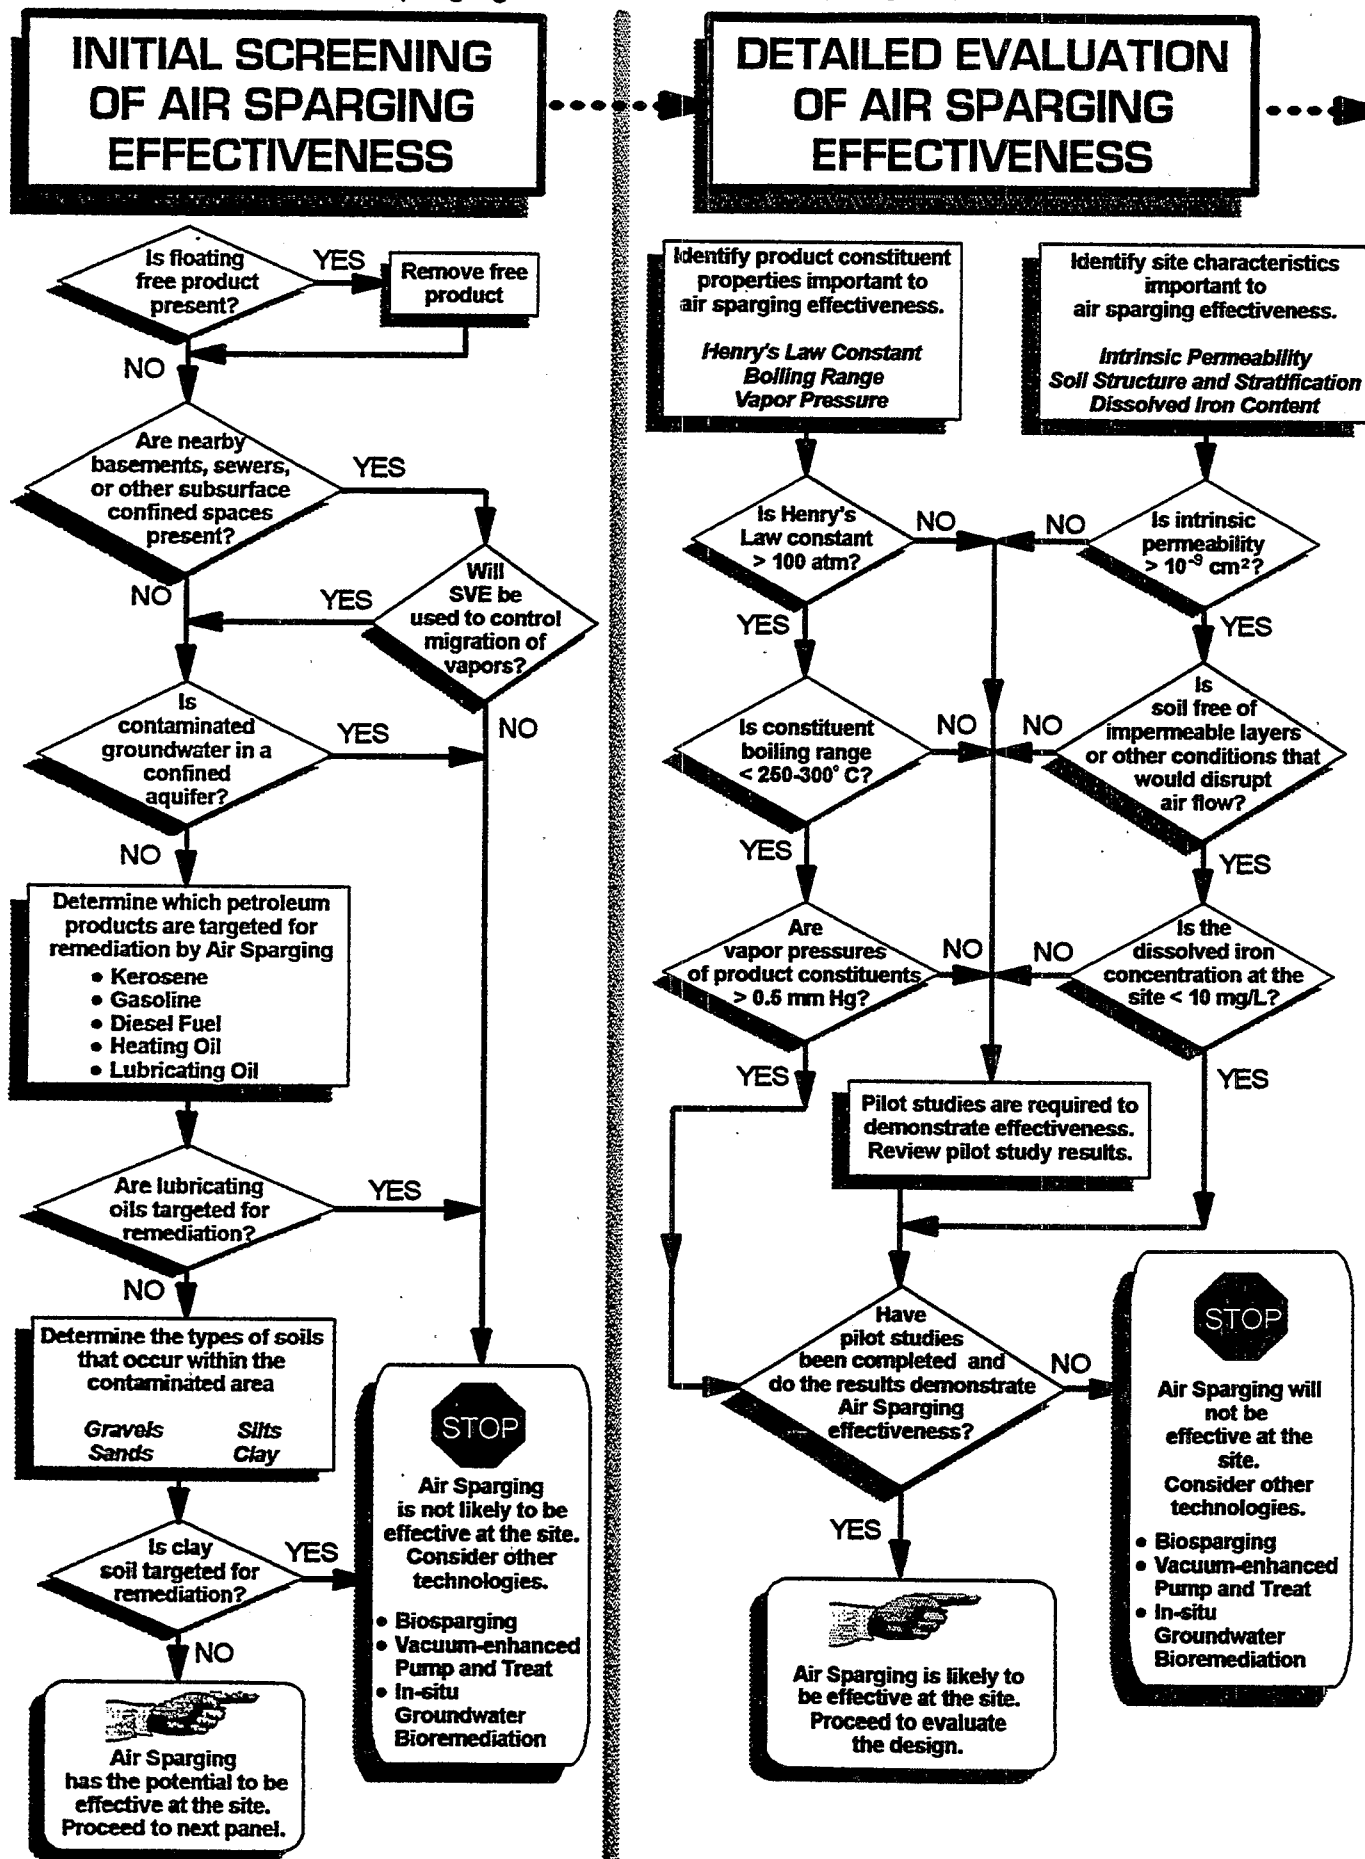 INITIAL SCREENING
OF AIR SPARGING
EFFECTIVENESS
Is floating
free product
present?
YES
Remove free
product
NO
Are nearby
basements, sewers,
or other subsurface
confined spaces
present?
YES
NO
Will
SVE be
used to control
migration of
vapors?
YES
NO
Is
contaminated
groundwater in a
confined
aquifer?
YES
NO
Determine which petroleum
products are targeted for
remediation by Air Sparging
• Kerosene
• Gasoline
• Diesel Fuel
• Heating Oil
• Lubricating Oil
Are lubricating
oils targeted for
remediation?
YES
NO
Determine the types of soils
that occur within the
contaminated area
Gravels Silts
Sands Clay
Is clay
soil targeted for
remediation?
YES
NO
Air Sparging
has the potential to be
effective at the site.
Proceed to next panel.
STOP
Air Sparging
is not likely to be
effective at the site.
Consider other
technologies.
• Biosparging
• Vacuum-enhanced
Pump and Treat
• In-situ
Groundwater
Bioremediation
DETAILED EVALUATION
OF AIR SPARGING
EFFECTIVENESS
Identify product constituent
properties important to
air sparging effectiveness.
Henry's Law Constant
Boiling Range
Vapor Pressure
Identify site characteristics
important to
air sparging effectiveness.
Intrinsic Permeability
Soil Structure and Stratification
Dissolved Iron Content
Is Henry's
Law constant
> 100 atm?
NO
YES
Is intrinsic
permeability
> 10⁻⁹ cm²?
NO
YES
Is constituent
boiling range
< 250-300° C?
NO
YES
Is
soil free of
impermeable layers
or other conditions that
would disrupt
air flow?
NO
YES
Are
vapor pressures
of product constituents
> 0.5 mm Hg?
NO
YES
Is the
dissolved iron
concentration at the
site < 10 mg/L?
NO
YES
Pilot studies are required to
demonstrate effectiveness.
Review pilot study results.
Have
pilot studies
been completed and
do the results demonstrate
Air Sparging
effectiveness?
NO
YES
Air Sparging is likely to
be effective at the site.
Proceed to evaluate
the design.
STOP
Air Sparging will
not be
effective at the
site.
Consider other
technologies.
• Biosparging
• Vacuum-enhanced
Pump and Treat
• In-situ
Groundwater
Bioremediation